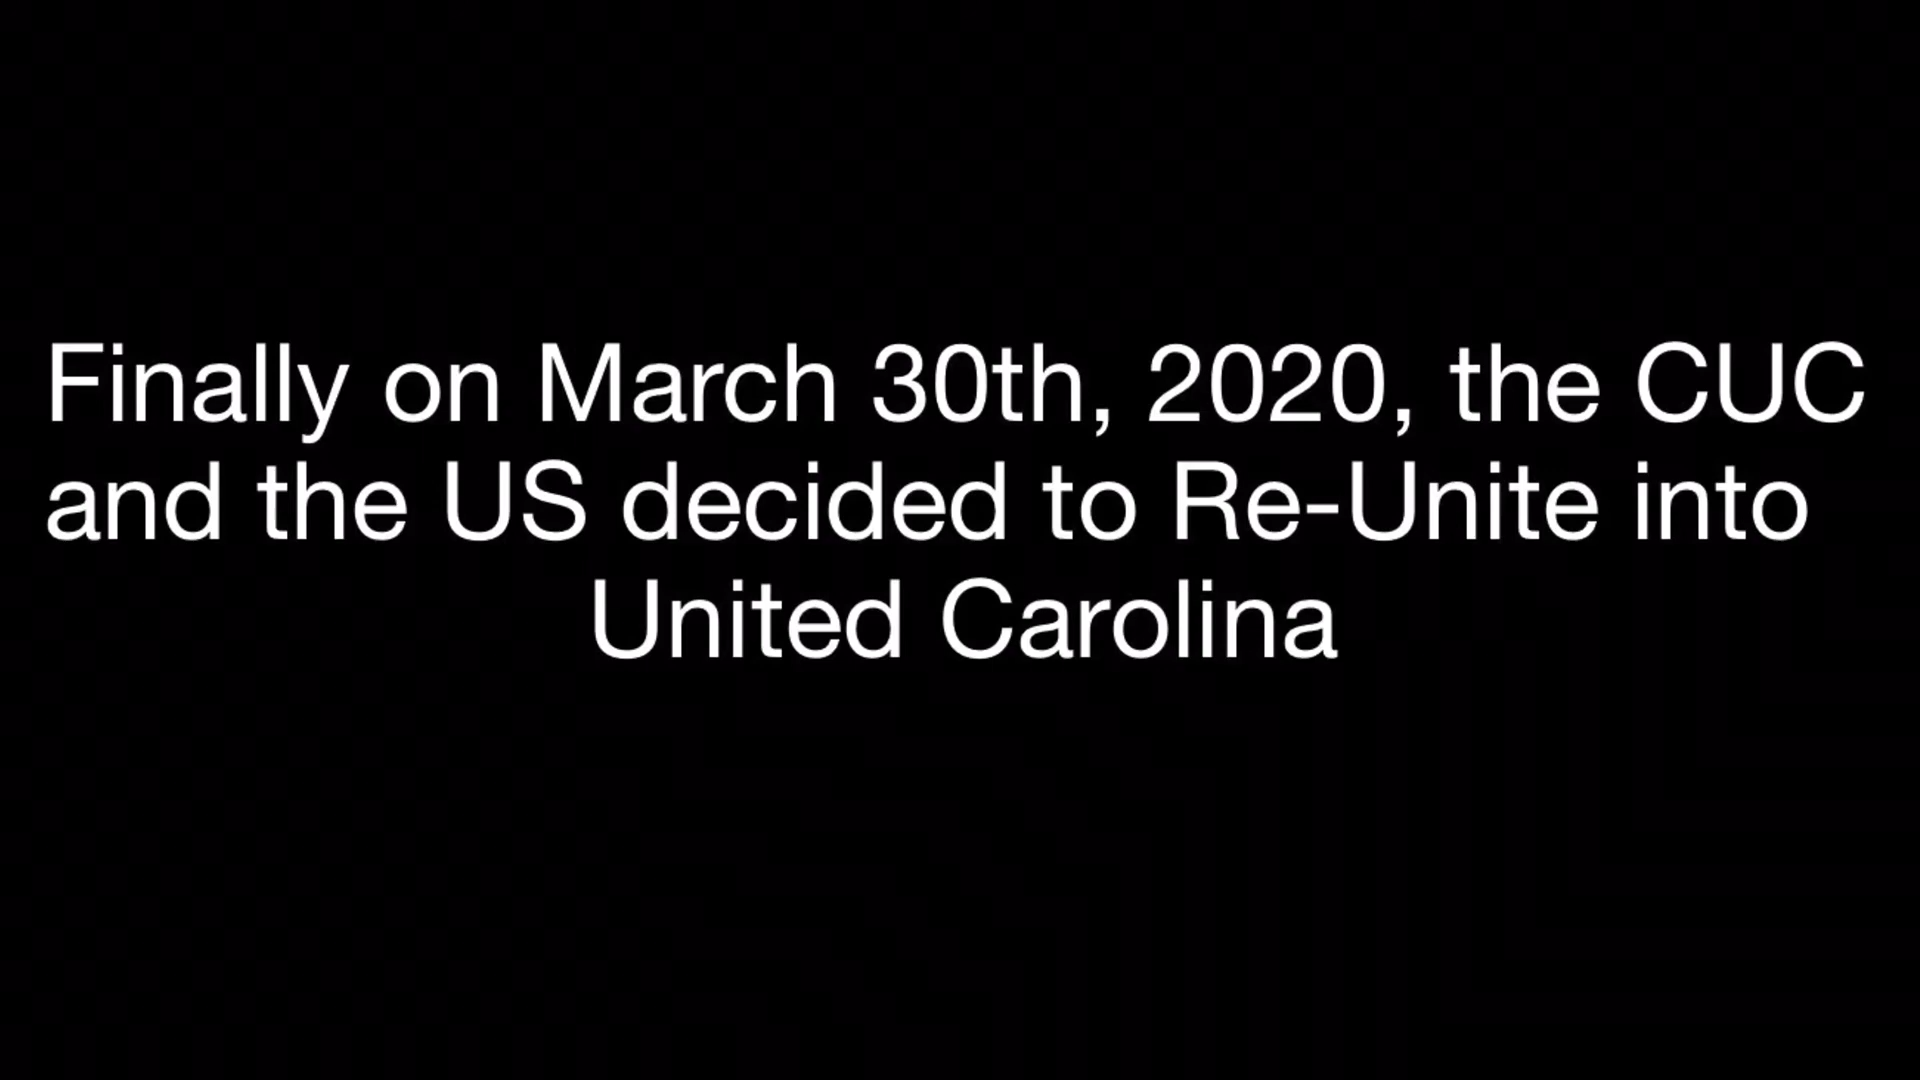 Finally on March 30th, 2020, the CUC
and the US decided to Re-Unite into
United Carolina